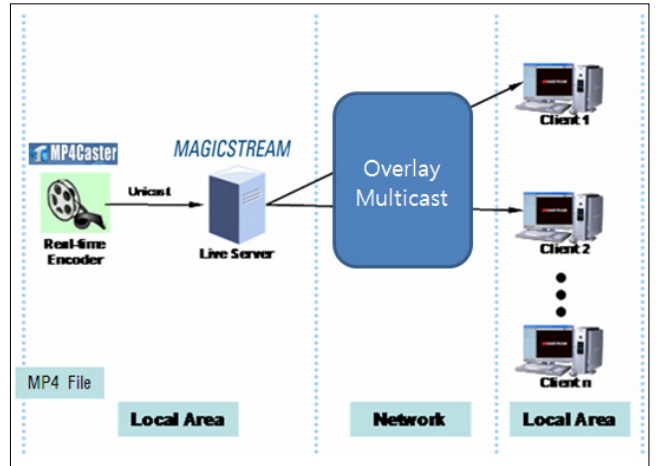 MP4Caster
Real-time
Encoder
Unicast
MAGICSTREAM
Live Server
Overlay
Multicast
Client 1
Client 2
Client n
MP4 File
Local Area
Network
Local Area